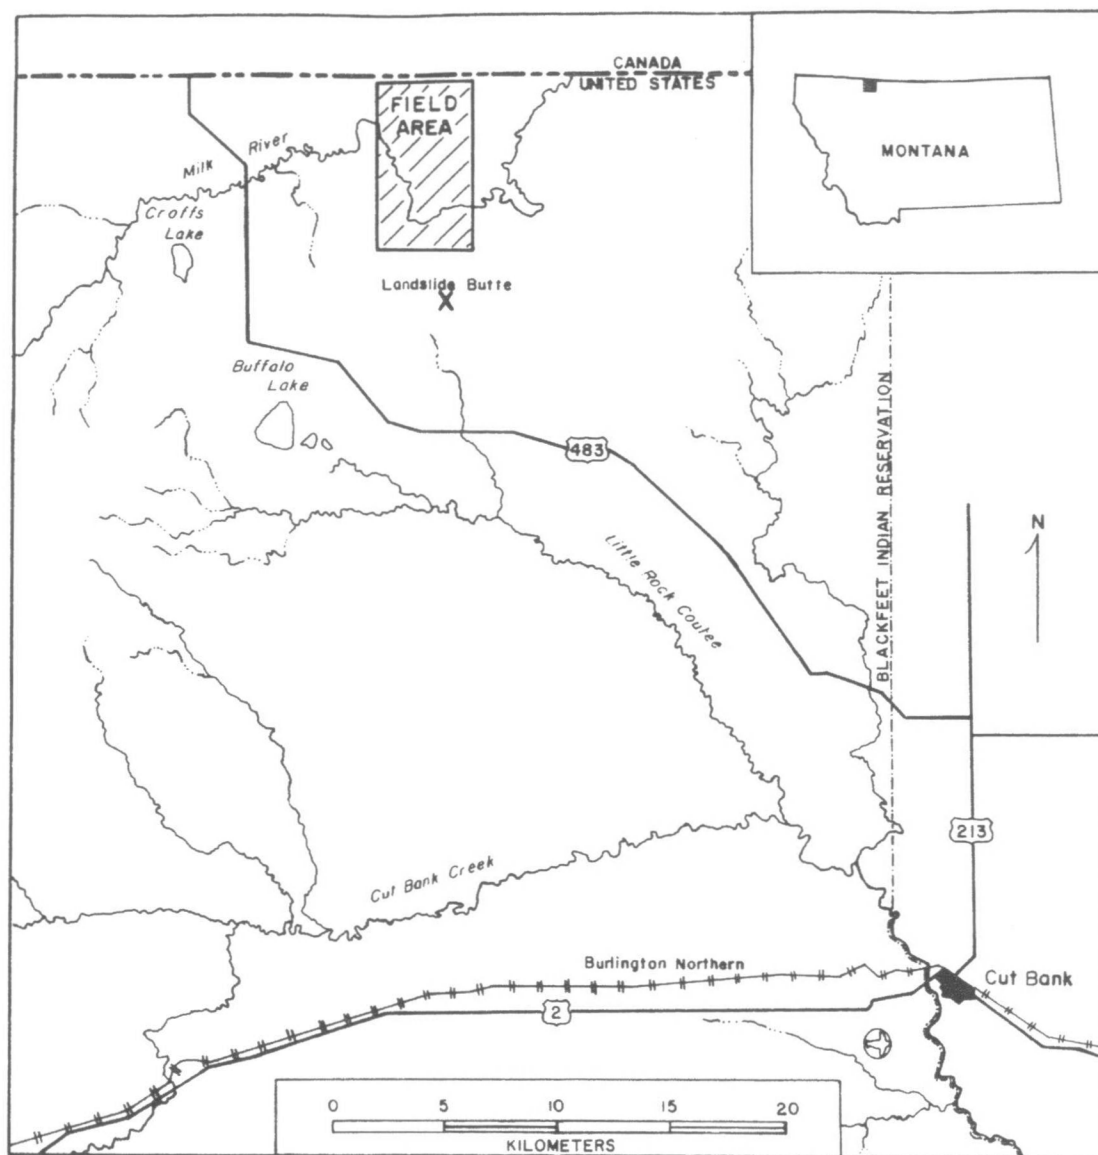 CANADA
UNITED STATES
FIELD
AREA
MONTANA
Milk River
Croffs
Lake
Landslide Butte
X
Buffalo
Lake
483
BLACKFEET INDIAN RESERVATION
N
Little Rock Coulee
213
Cut Bank Creek
Burlington Northern
Cut Bank
2
0 5 10 15 20
KILOMETERS